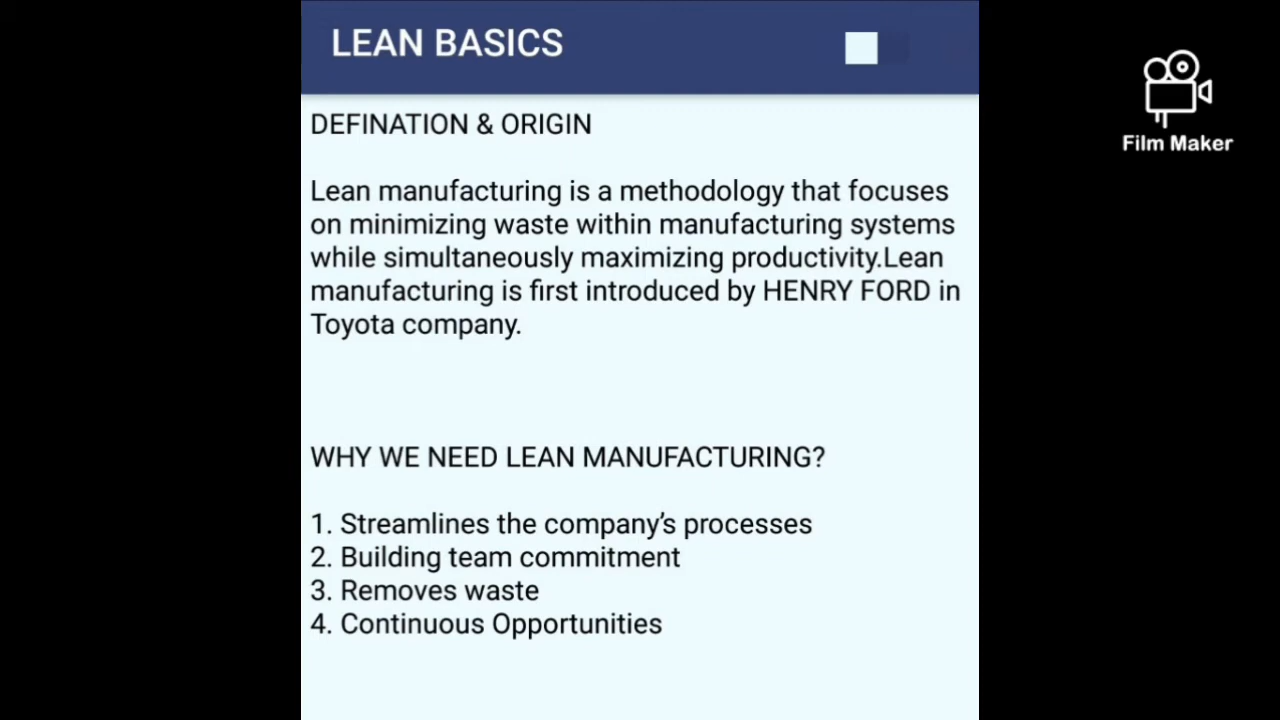 LEAN BASICS
Film Maker
DEFINATION & ORIGIN
Lean manufacturing is a methodology that focuses
on minimizing waste within manufacturing systems
while simultaneously maximizing productivity.Lean
manufacturing is first introduced by HENRY FORD in
Toyota company.
WHY WE NEED LEAN MANUFACTURING?
1. Streamlines the company’s processes
2. Building team commitment
3. Removes waste
4. Continuous Opportunities